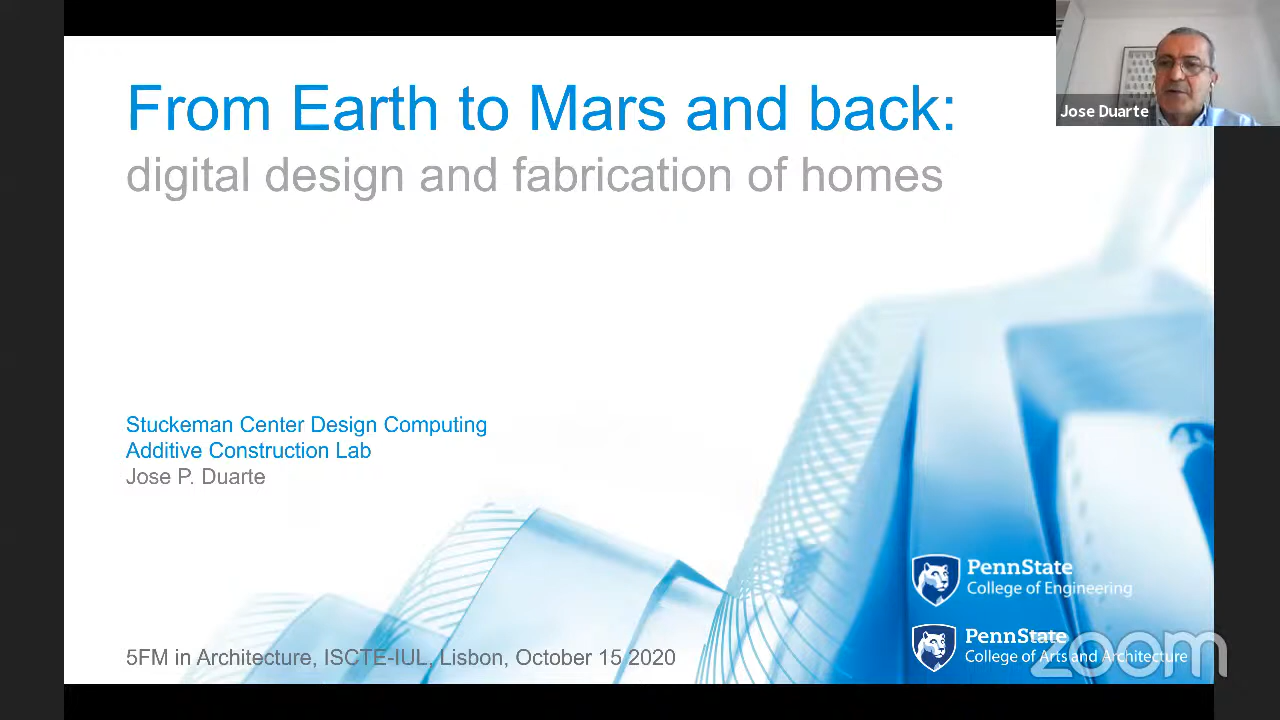 From Earth to Mars and back:
digital design and fabrication of homes
Jose Duarte
Stuckeman Center Design Computing
Additive Construction Lab
Jose P. Duarte
PennState
College of Engineering
PennState
College of Arts and Architecture
zoom
5FM in Architecture, ISCTE-IUL, Lisbon, October 15 2020